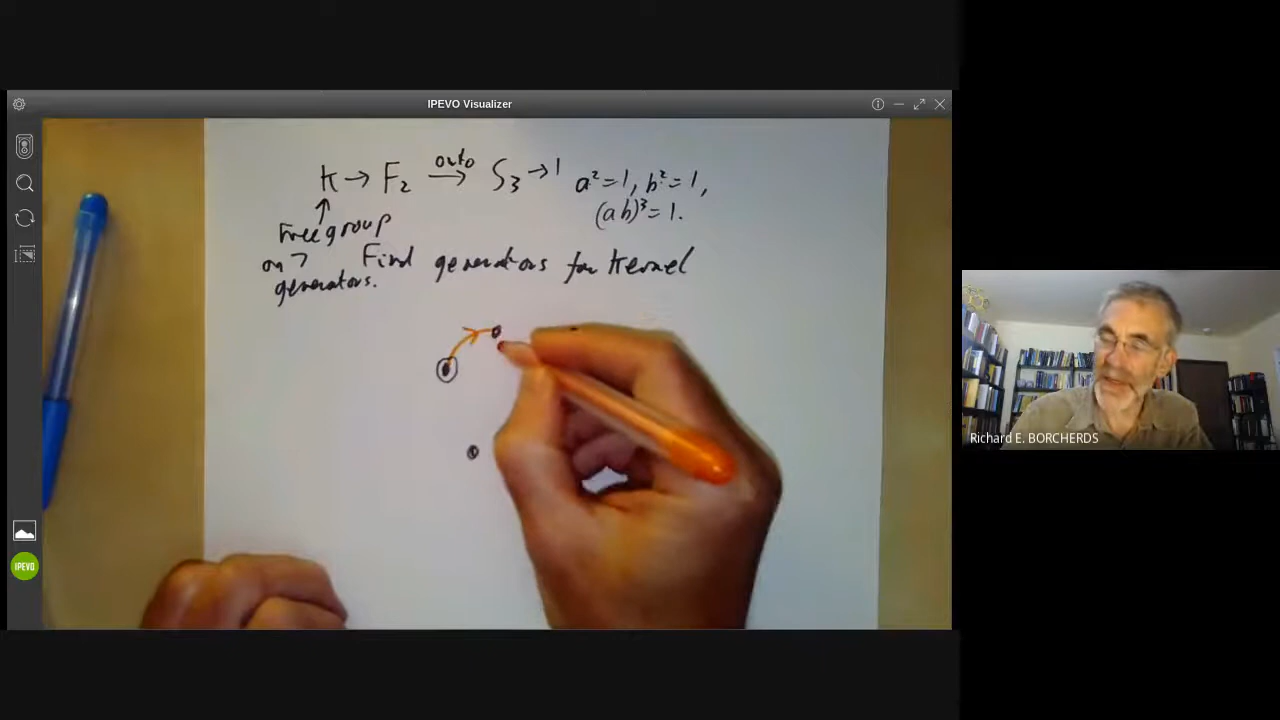 IPEVO Visualizer
K → F₂ onto → S₃ → 1 a² = 1, b² = 1,
(ab)³ = 1.
Free group
on 7
generators.
Find generators for kernel
Richard E. BORCHERDS
IPEVO